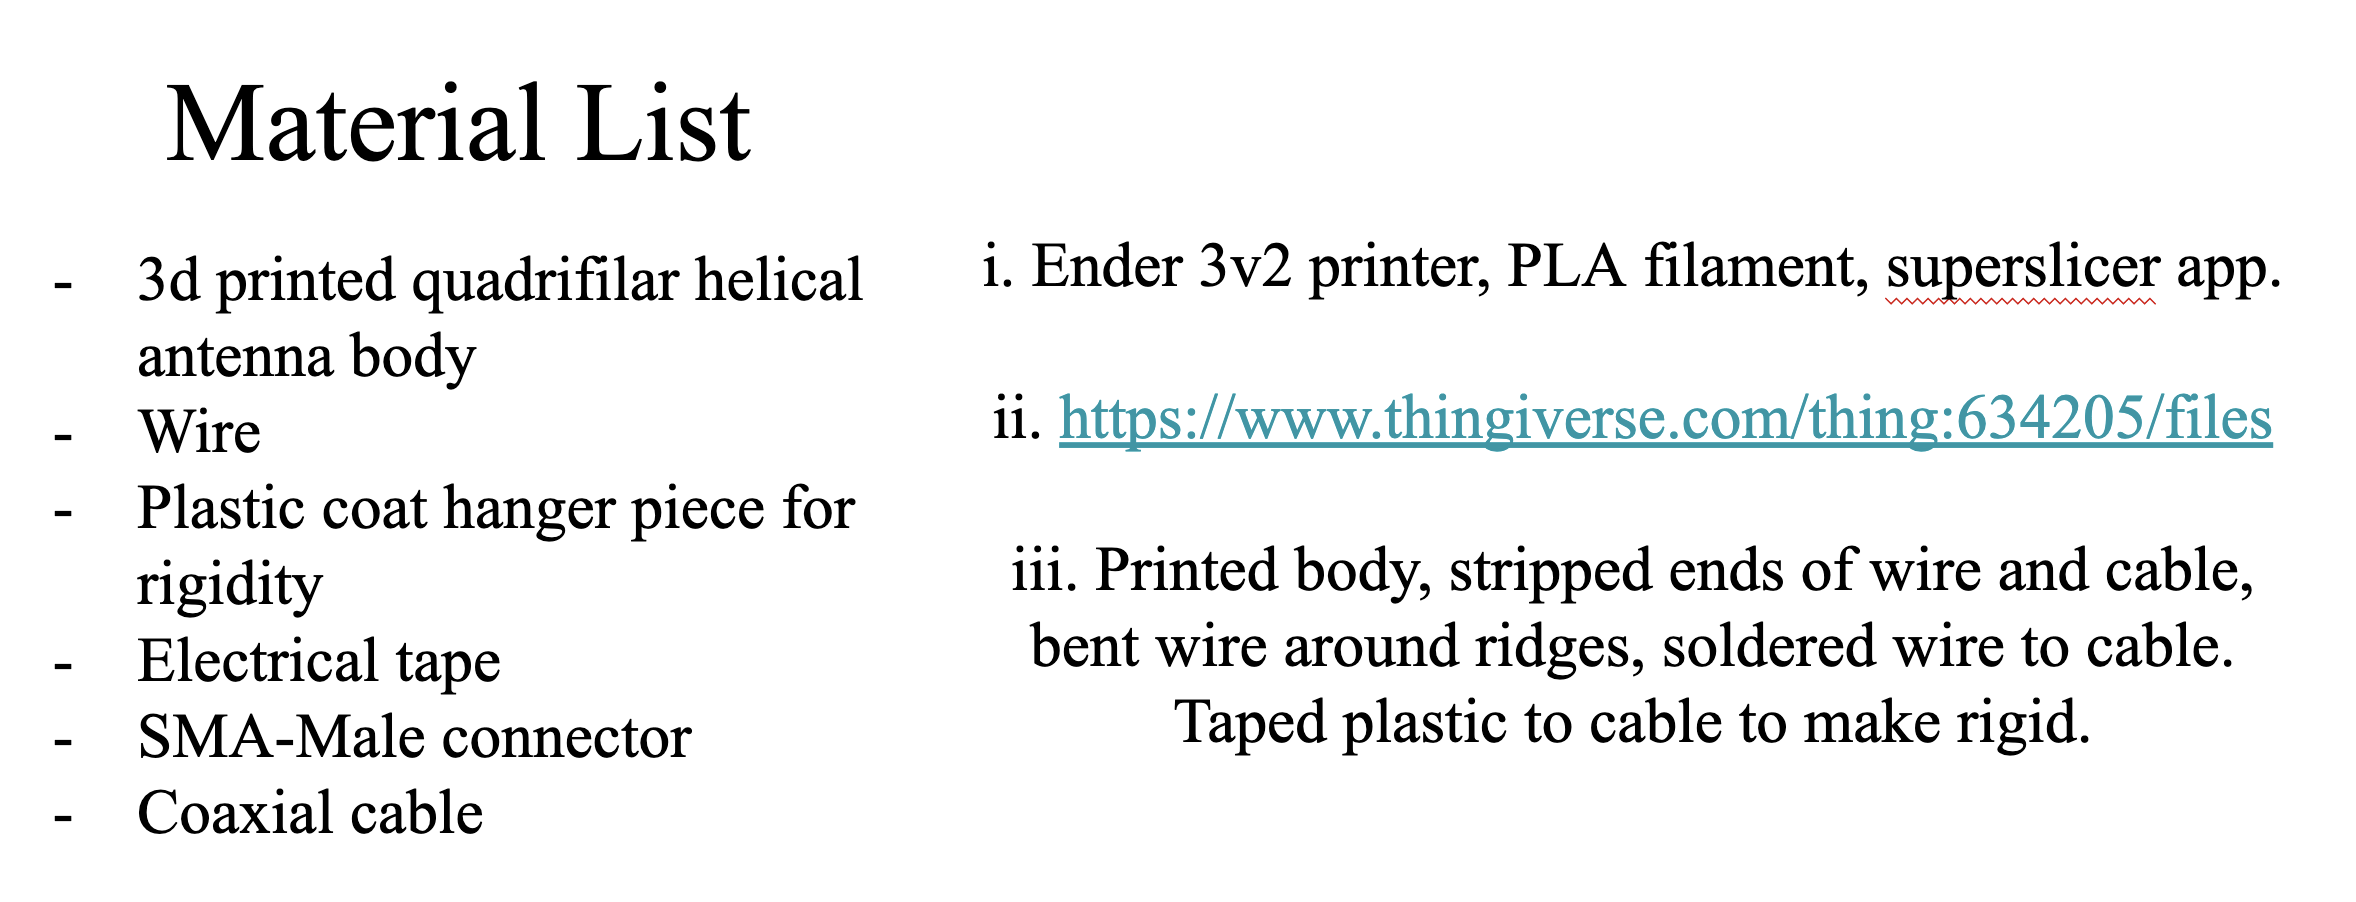 Material List
- 3d printed quadrifilar helical
antenna body
- Wire
- Plastic coat hanger piece for
rigidity
- Electrical tape
- SMA-Male connector
- Coaxial cable
i. Ender 3v2 printer, PLA filament, superslicer app.
ii. https://www.thingiverse.com/thing:634205/files
iii. Printed body, stripped ends of wire and cable,
bent wire around ridges, soldered wire to cable.
Taped plastic to cable to make rigid.